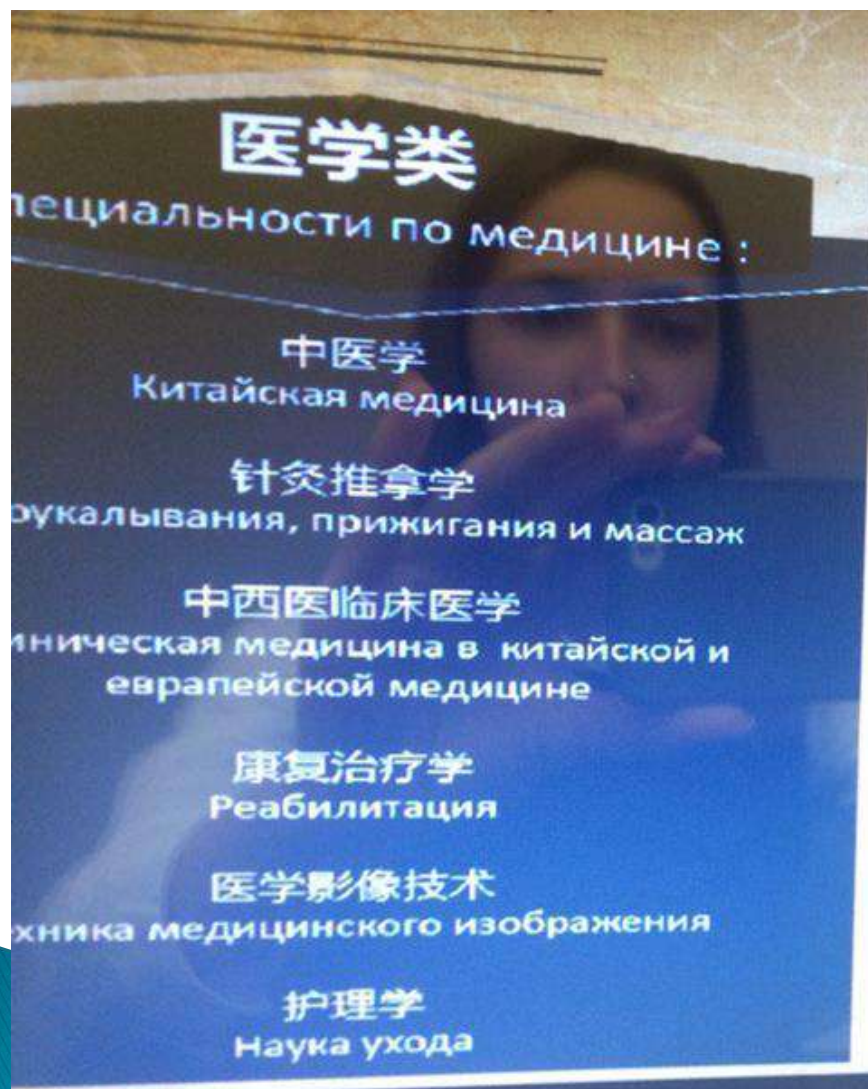 医学类
пециальности по медицине :
中医学
Китайская медицина
针灸推拿学
оукалывания, прижигания и массаж
中西医临床医学
иническая медицина в китайской и
еврапейской медицине
康复治疗学
Реабилитация
医学影像技术
хника медицинского изображения
护理学
Наука ухода